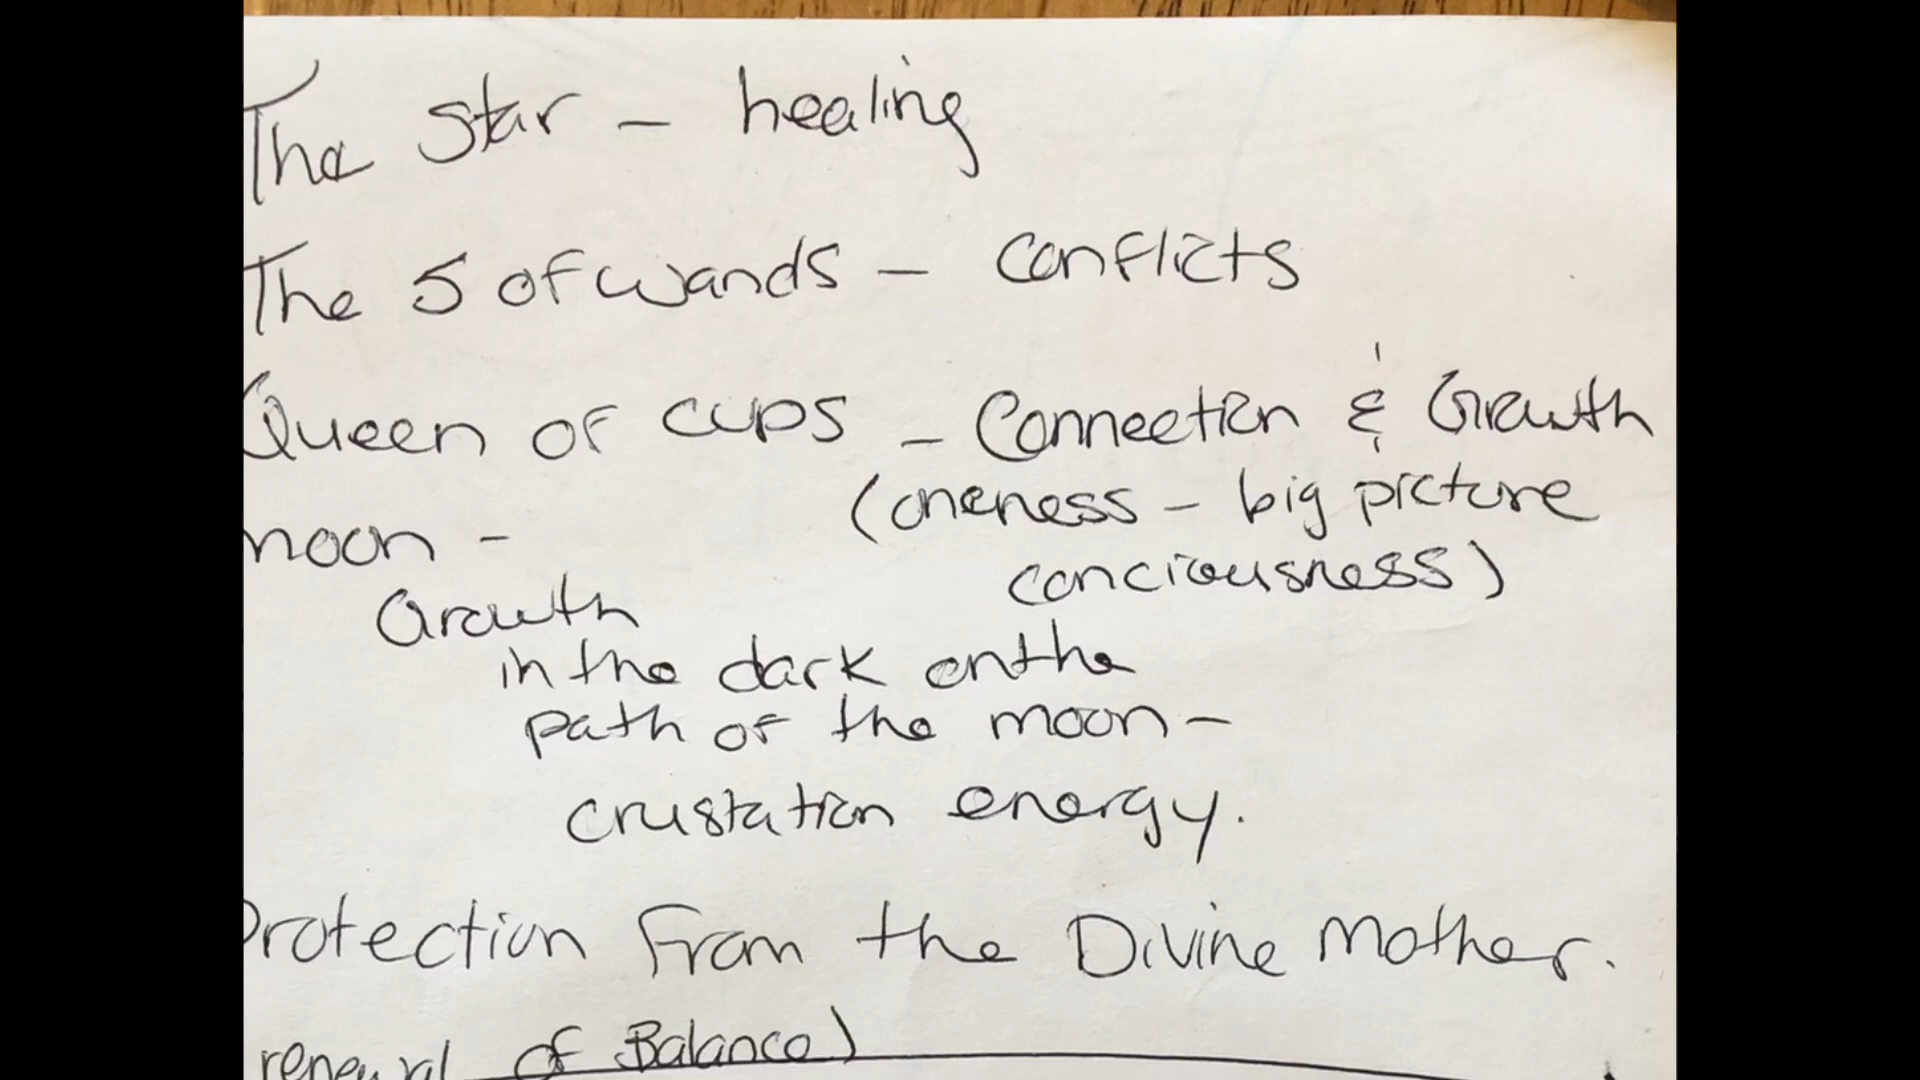 The Star - healing
The 5 of wands - conflicts
Queen of cups - Connection & Growth
(oneness - big picture
conciousness)
moon -
Growth
in the dark on the
path of the moon -
crustation energy.
Protection From the Divine Mother.
renewal of Balance)